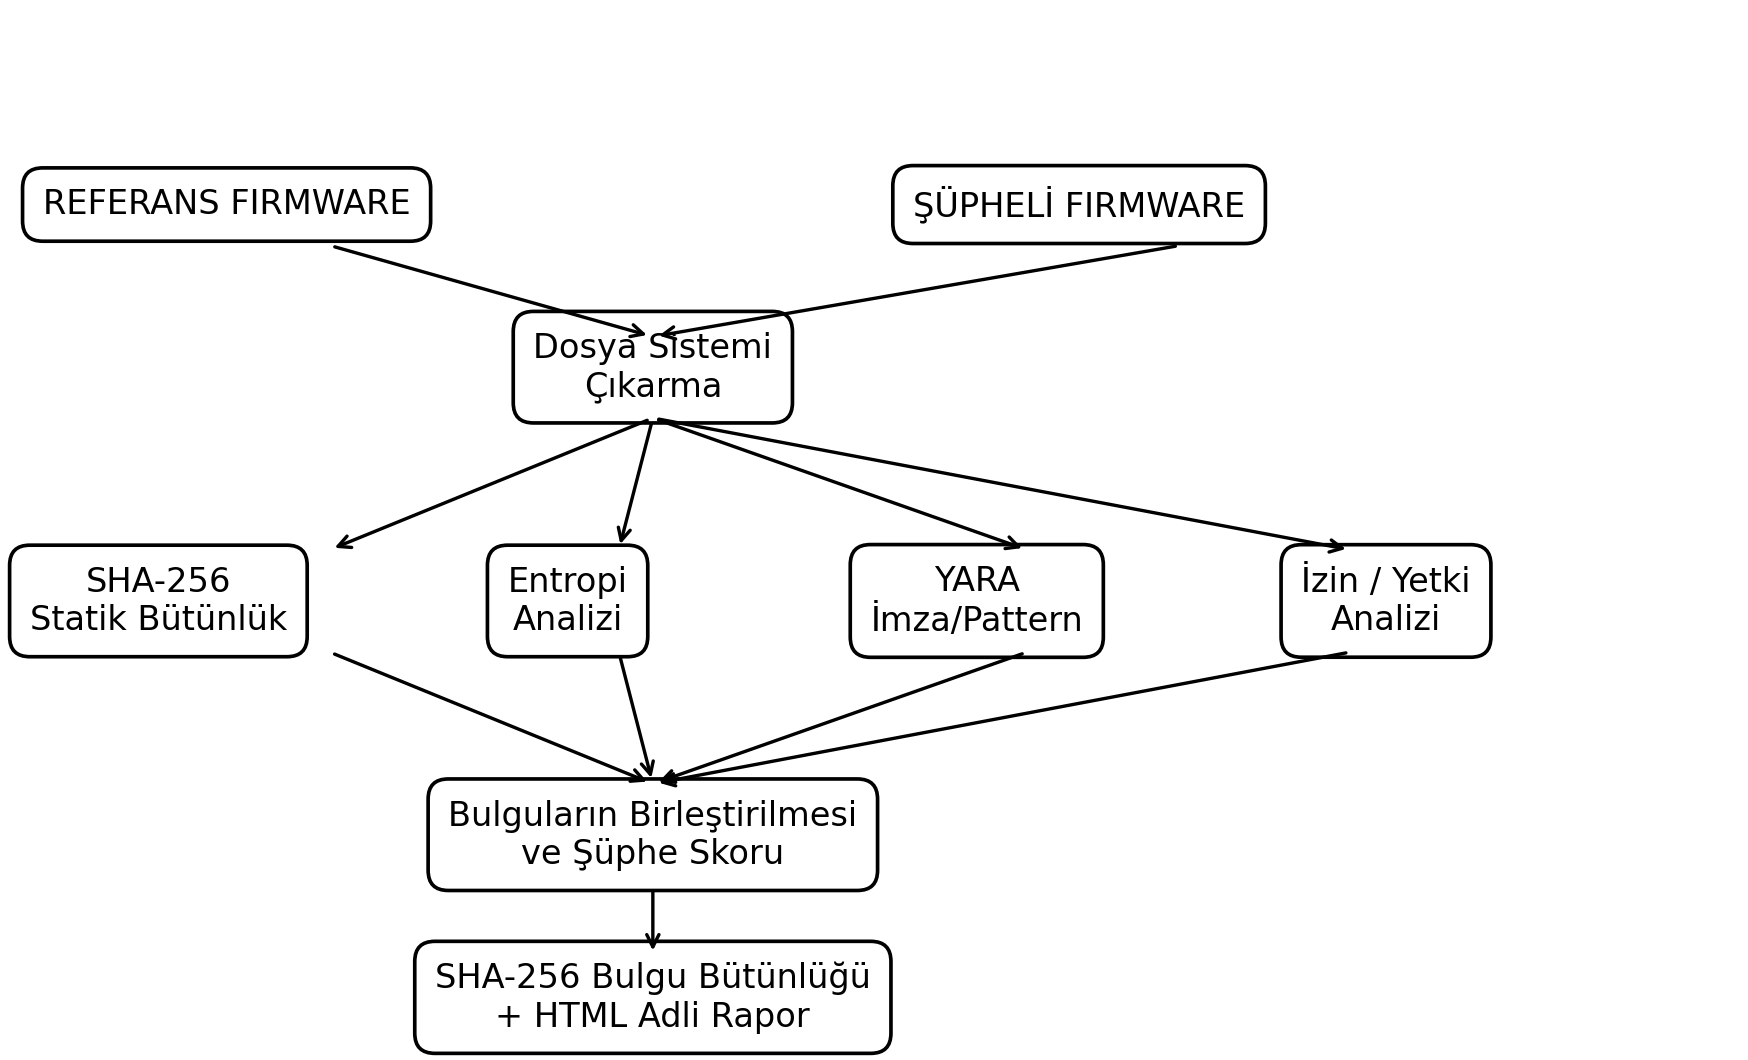 REFERANS FIRMWARE
ŞÜPHELİ FIRMWARE
Dosya Sistemi
Çıkarma
SHA-256
Statik Bütünlük
Entropi
Analizi
YARA
İmza/Pattern
İzin / Yetki
Analizi
Bulguların Birleştirilmesi
ve Şüphe Skoru
SHA-256 Bulgu Bütünlüğü
+ HTML Adli Rapor